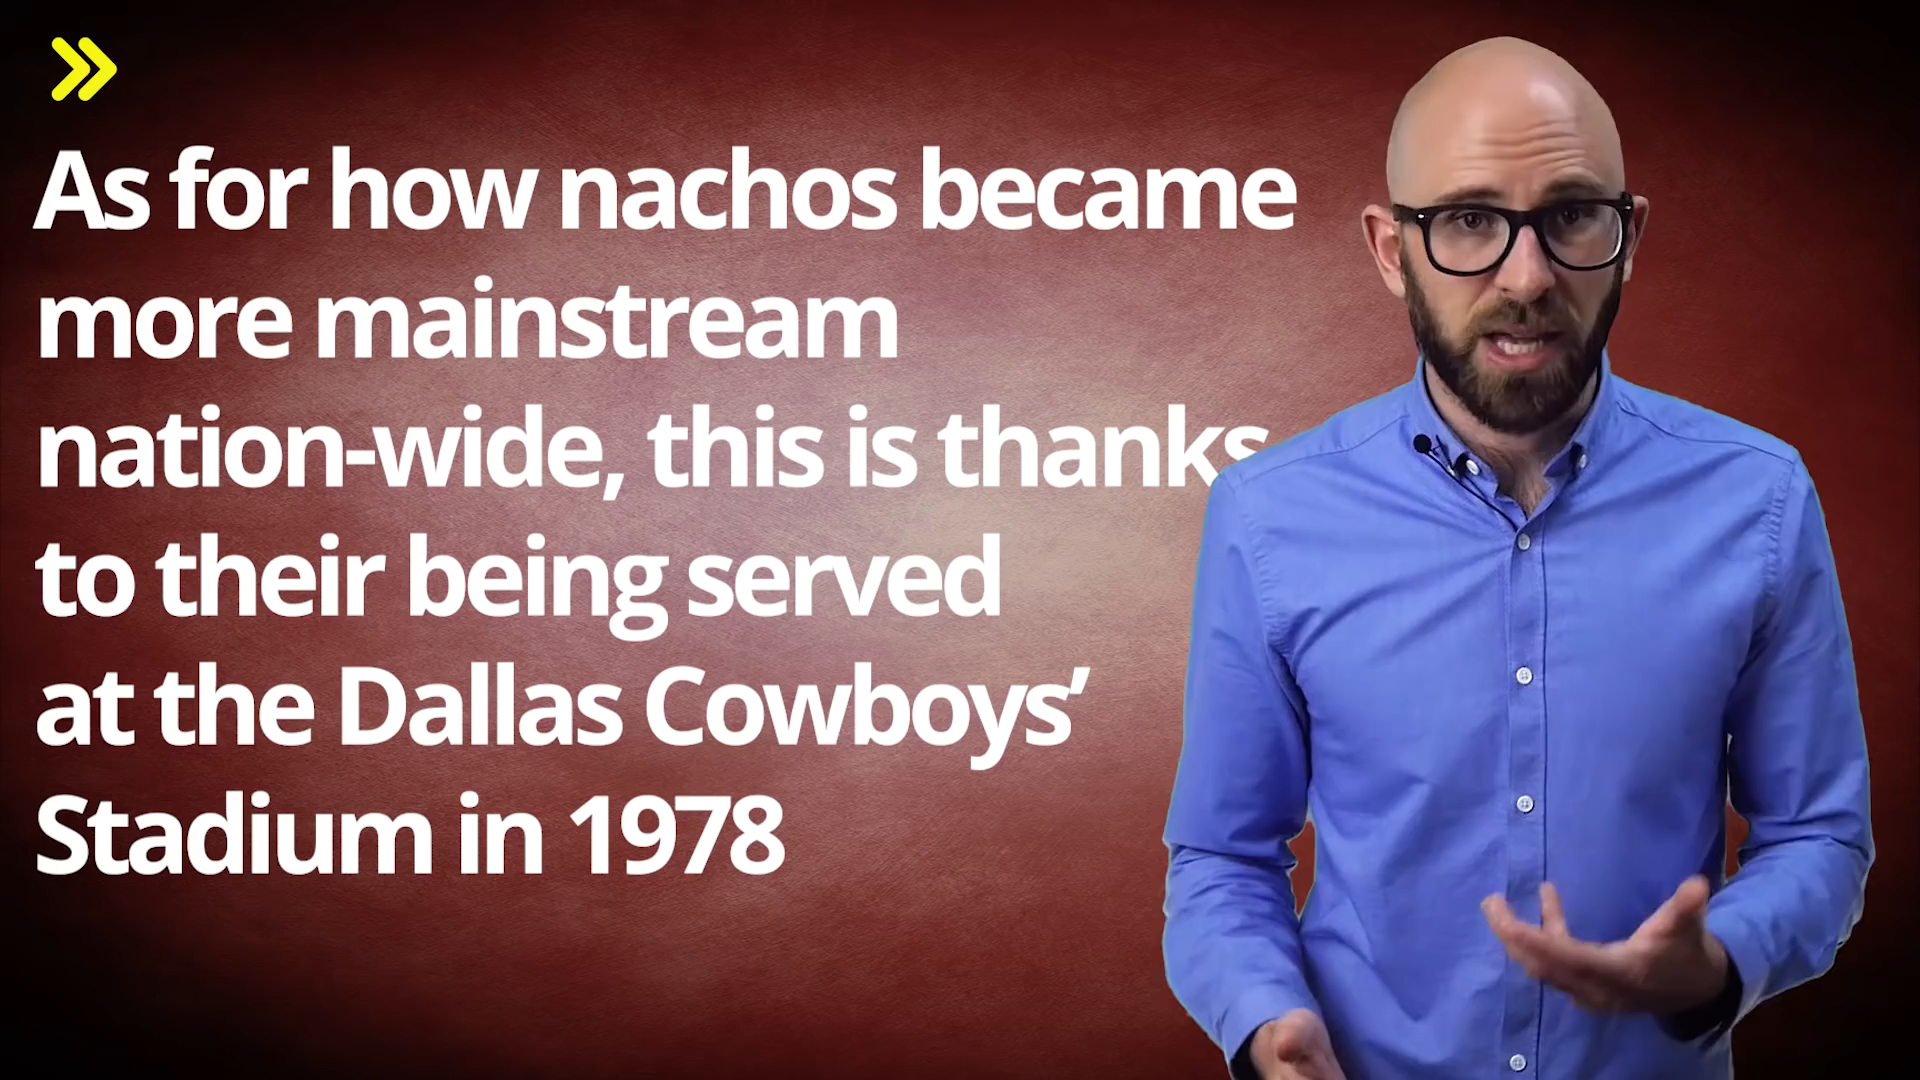 As for how nachos became
more mainstream
nation-wide, this is thanks
to their being served
at the Dallas Cowboys’
Stadium in 1978